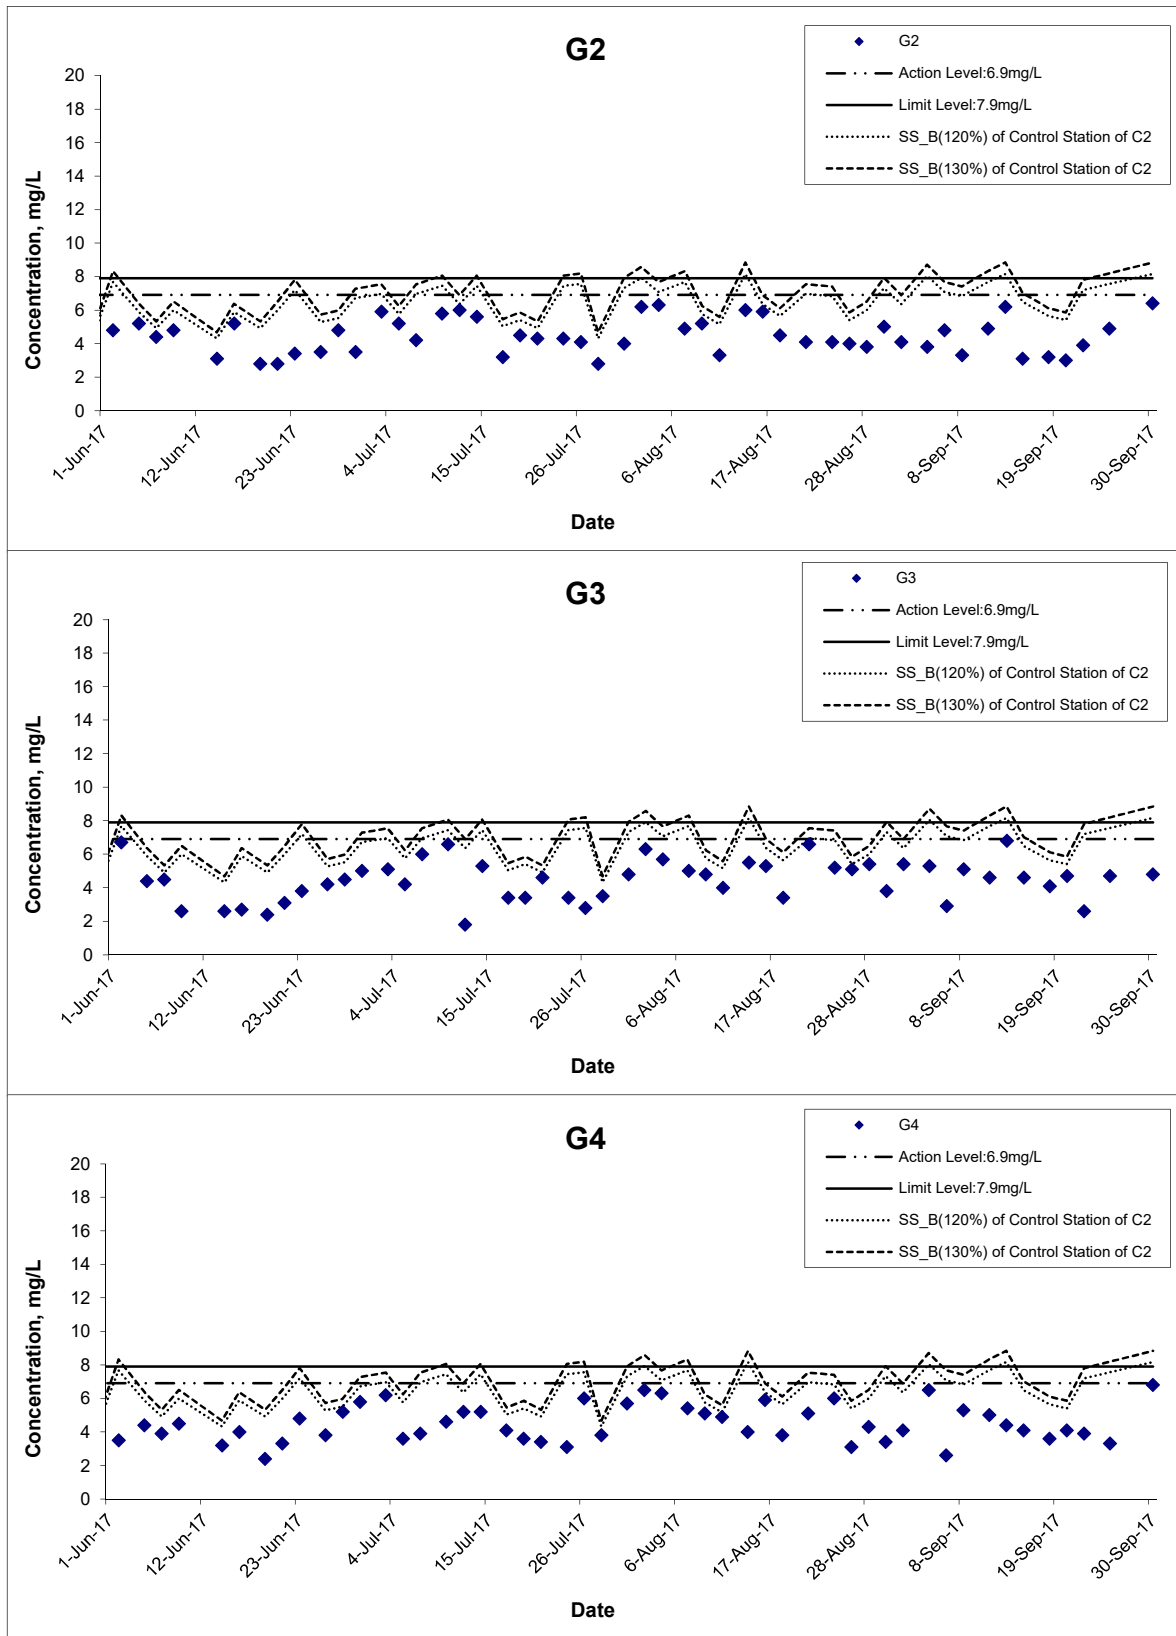 G2
G2
Action Level:6.9mg/L
Limit Level:7.9mg/L
SS_B(120%) of Control Station of C2
SS_B(130%) of Control Station of C2
Concentration, mg/L
20
18
16
14
12
10
8
6
4
2
0
1-Jun-17
12-Jun-17
23-Jun-17
4-Jul-17
15-Jul-17
26-Jul-17
6-Aug-17
17-Aug-17
28-Aug-17
8-Sep-17
19-Sep-17
30-Sep-17
Date
G3
G3
Action Level:6.9mg/L
Limit Level:7.9mg/L
SS_B(120%) of Control Station of C2
SS_B(130%) of Control Station of C2
Concentration, mg/L
20
18
16
14
12
10
8
6
4
2
0
1-Jun-17
12-Jun-17
23-Jun-17
4-Jul-17
15-Jul-17
26-Jul-17
6-Aug-17
17-Aug-17
28-Aug-17
8-Sep-17
19-Sep-17
30-Sep-17
Date
G4
G4
Action Level:6.9mg/L
Limit Level:7.9mg/L
SS_B(120%) of Control Station of C2
SS_B(130%) of Control Station of C2
Concentration, mg/L
20
18
16
14
12
10
8
6
4
2
0
1-Jun-17
12-Jun-17
23-Jun-17
4-Jul-17
15-Jul-17
26-Jul-17
6-Aug-17
17-Aug-17
28-Aug-17
8-Sep-17
19-Sep-17
30-Sep-17
Date